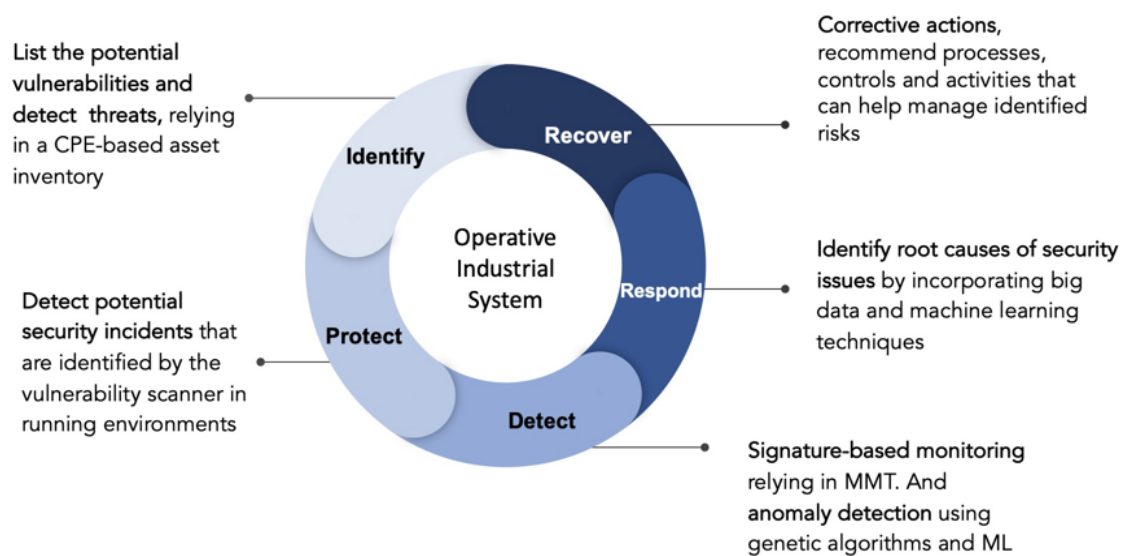 List the potential
vulnerabilities and
detect threats, relying
in a CPE-based asset
inventory
Corrective actions,
recommend processes,
controls and activities that
can help manage identified
risks
Identify
Recover
Operative
Industrial
System
Detect potential
security incidents that
are identified by the
vulnerability scanner in
running environments
Protect
Respond
Identify root causes of security
issues by incorporating big
data and machine learning
techniques
Detect
Signature-based monitoring
relying in MMT. And
anomaly detection using
genetic algorithms and ML